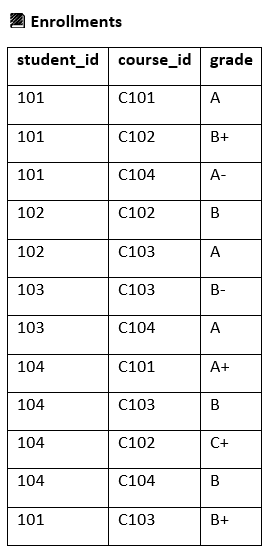 Enrollments
student_id course_id grade
101 C101 A
101 C102 B+
101 C104 A-
102 C102 B
102 C103 A
103 C103 B-
103 C104 A
104 C101 A+
104 C103 B
104 C102 C+
104 C104 B
101 C103 B+